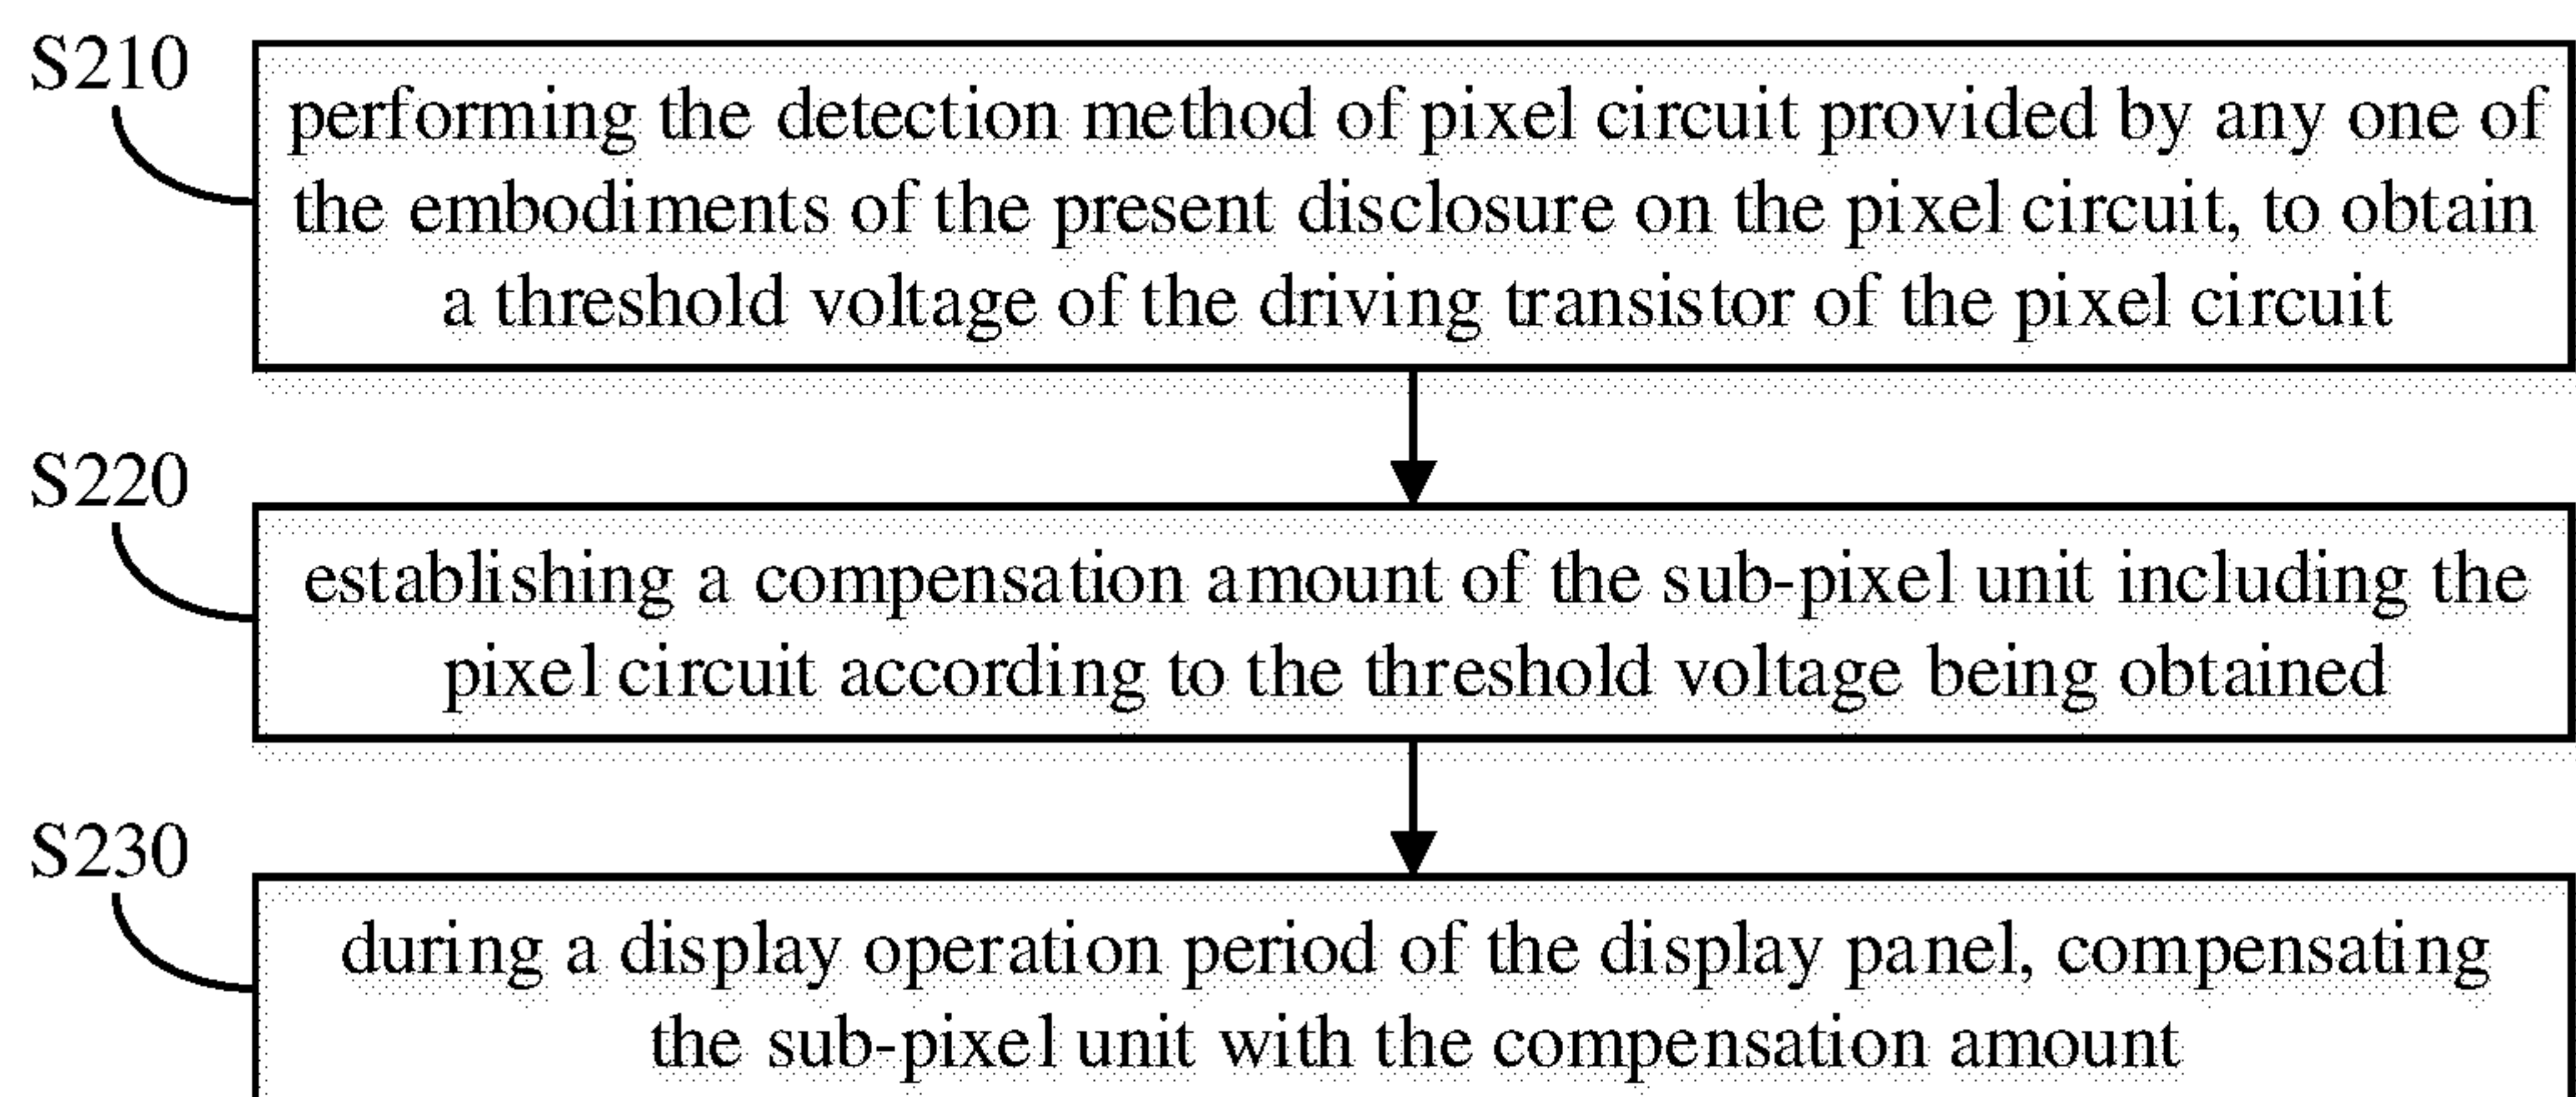 S210
performing the detection method of pixel circuit provided by any one of
the embodiments of the present disclosure on the pixel circuit, to obtain
a threshold voltage of the driving transistor of the pixel circuit
S220
establishing a compensation amount of the sub-pixel unit including the
pixel circuit according to the threshold voltage being obtained
S230
during a display operation period of the display panel, compensating
the sub-pixel unit with the compensation amount